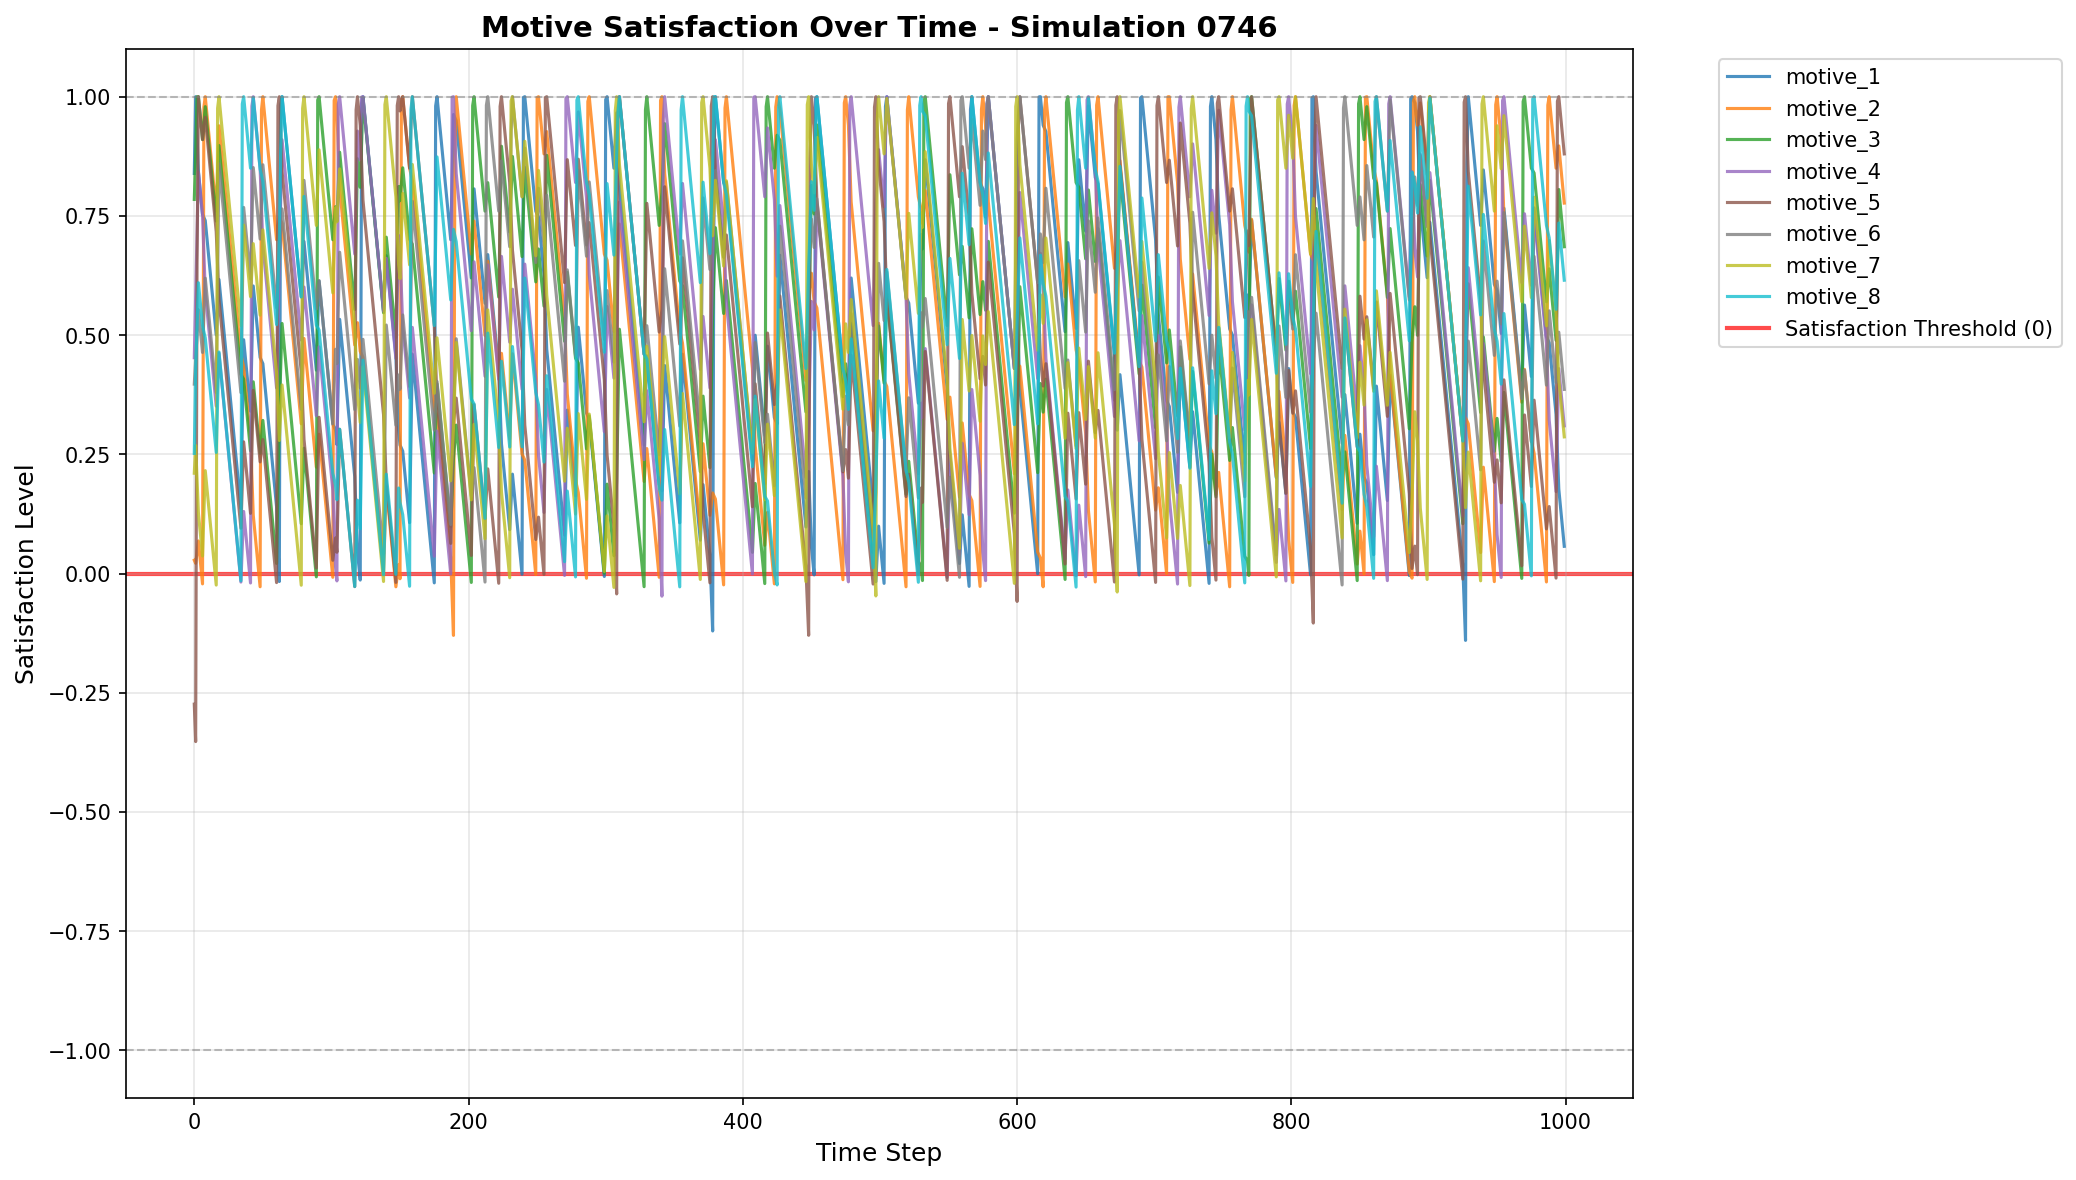 Motive Satisfaction Over Time - Simulation 0746
motive_1
motive_2
motive_3
motive_4
motive_5
motive_6
motive_7
motive_8
Satisfaction Threshold (0)
Satisfaction Level
1.00
0.75
0.50
0.25
0.00
−0.25
−0.50
−0.75
−1.00
0 200 400 600 800 1000
Time Step